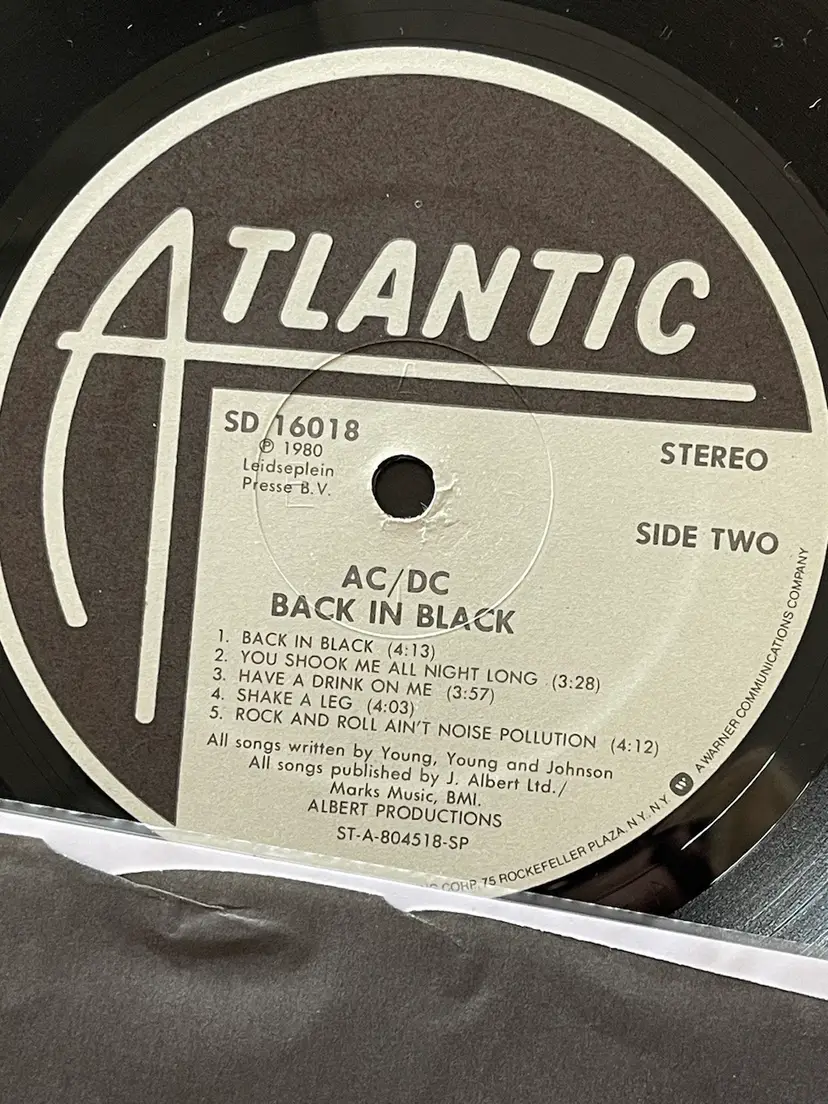 ATLANTIC
SD 16018
℗ 1980
Leidseplein
Presse B.V.
STEREO
SIDE TWO
AC/DC
BACK IN BLACK
1. BACK IN BLACK (4:13)
2. YOU SHOOK ME ALL NIGHT LONG (3:28)
3. HAVE A DRINK ON ME (3:57)
4. SHAKE A LEG (4:03)
5. ROCK AND ROLL AIN'T NOISE POLLUTION (4:12)
All songs written by Young, Young and Johnson
All songs published by J. Albert Ltd./
Marks Music, BMI.
ALBERT PRODUCTIONS
ST-A-804518-SP
CORP, 75 ROCKEFELLER PLAZA, N.Y., N.Y. A WARNER COMMUNICATIONS COMPANY